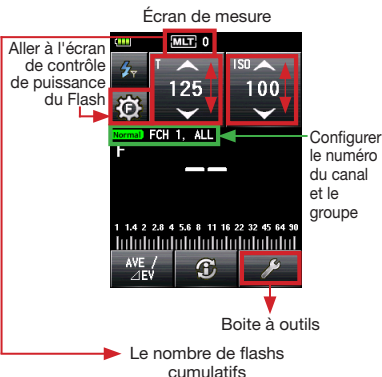 Écran de mesure
Aller à l'écran
de contrôle
de puissance
du Flash
MLT 0
T
125
ISO
100
F
Normal FCH 1, ALL
Configurer
le numéro
du canal
et le
groupe
F
--
1 1.4 2 2.8 4 5.6 8 11 16 22 32 45 64 90
AVE /
⊿EV
Boite à outils
Le nombre de flashs
cumulatifs